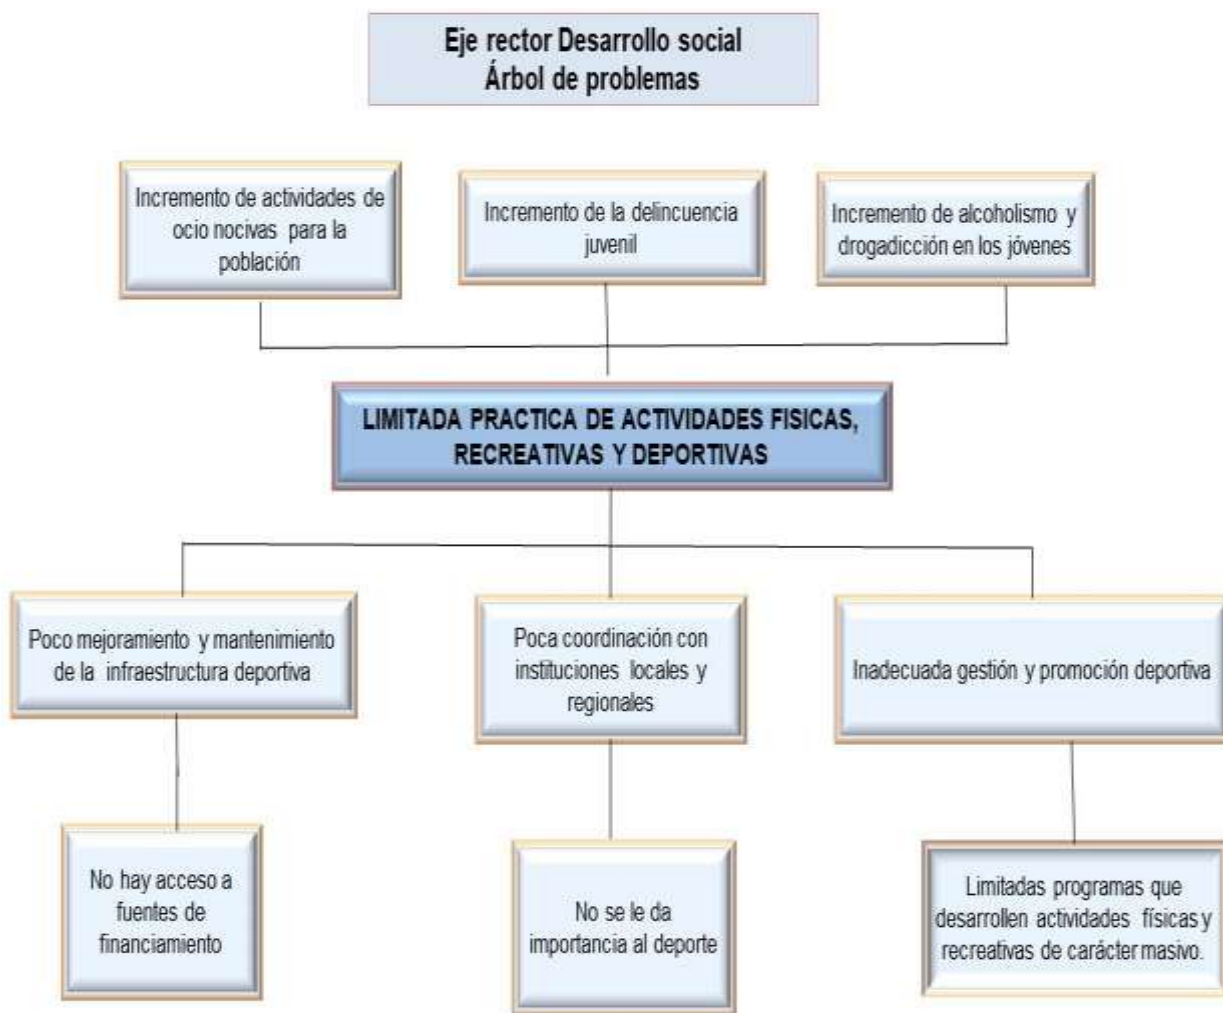 Eje rector Desarrollo social
Árbol de problemas
Incremento de actividades de
ocio nocivas para la
población
Incremento de la delincuencia
juvenil
Incremento de alcoholismo y
drogadicción en los jóvenes
LIMITADA PRACTICA DE ACTIVIDADES FISICAS,
RECREATIVAS Y DEPORTIVAS
Poco mejoramiento y mantenimiento
de la infraestructura deportiva
Poca coordinación con
instituciones locales y
regionales
Inadecuada gestión y promoción deportiva
No hay acceso a
fuentes de
financiamiento
No se le da
importancia al deporte
Limitadas programas que
desarrollen actividades físicas y
recreativas de carácter masivo.